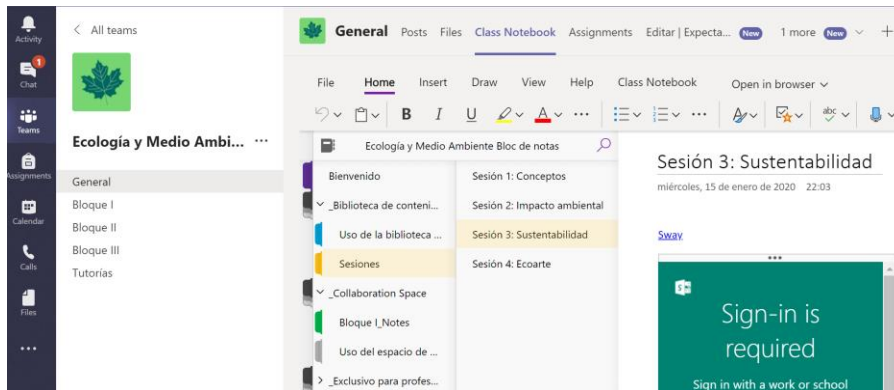 Activity
Chat
1
Teams
Assignments
Calendar
Calls
Files
All teams
Ecología y Medio Ambi... ...
General
Bloque I
Bloque II
Bloque III
Tutorías
General Posts Files Class Notebook Assignments Editar | Expecta... New 1 more New
File Home Insert Draw View Help Class Notebook Open in browser
B I U A abc
Ecología y Medio Ambiente Bloc de notas
Bienvenido
_Biblioteca de conteni...
Uso de la biblioteca ...
Sesiones
_Collaboration Space
Bloque I_Notes
Uso del espacio de ...
_Exclusivo para profes...
Sesión 1: Conceptos
Sesión 2: Impacto ambiental
Sesión 3: Sustentabilidad
Sesión 4: Ecoarte
Sesión 3: Sustentabilidad
miércoles, 15 de enero de 2020 22:03
Sway
Sign-in is
required
Sign in with a work or school